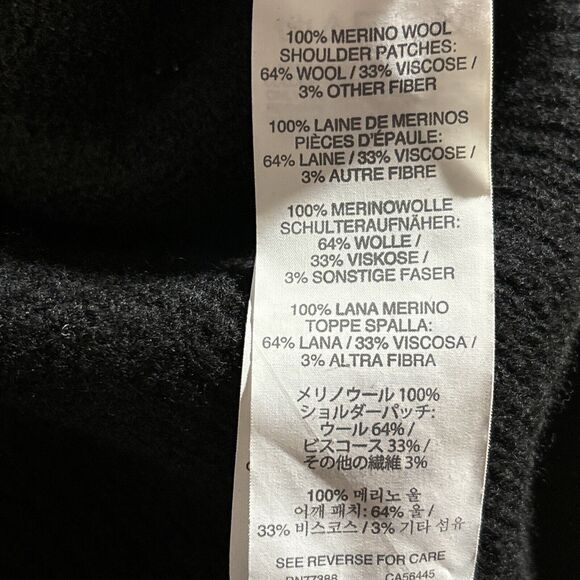 100% MERINO WOOL
SHOULDER PATCHES:
64% WOOL / 33% VISCOSE /
3% OTHER FIBER
100% LAINE DE MERINOS
PIÈCES D'ÉPAULE:
64% LAINE / 33% VISCOSE /
3% AUTRE FIBRE
100% MERINOWOLLE
SCHULTERAUFNÄHER:
64% WOLLE /
33% VISKOSE /
3% SONSTIGE FASER
100% LANA MERINO
TOPPE SPALLA:
64% LANA / 33% VISCOSA /
3% ALTRA FIBRA
メリノウール 100%
ショルダーパッチ:
ウール 64% /
ビスコース 33% /
その他の繊維 3%
100% 메리노 울
어깨 패치: 64% 울 /
33% 비스코스 / 3% 기타 섬유
SEE REVERSE FOR CARE
RN77388 CA56445